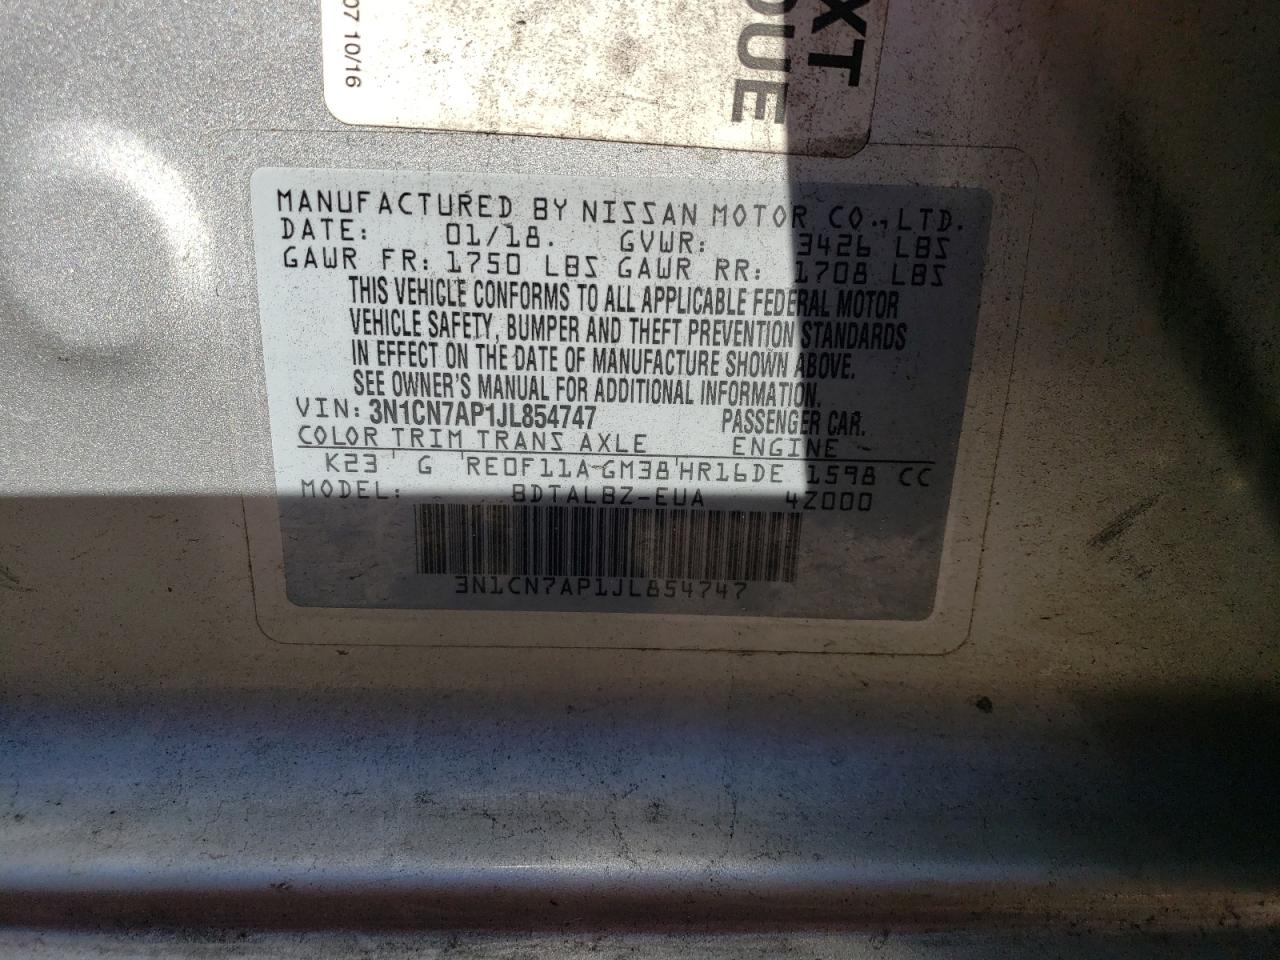 07 10/16
XT
QUE
MANUFACTURED BY NISSAN MOTOR CO.,LTD.
DATE: 01/18. GVWR: 3426 LBS
GAWR FR: 1750 LBS GAWR RR: 1708 LBS
THIS VEHICLE CONFORMS TO ALL APPLICABLE FEDERAL MOTOR
VEHICLE SAFETY, BUMPER AND THEFT PREVENTION STANDARDS
IN EFFECT ON THE DATE OF MANUFACTURE SHOWN ABOVE.
SEE OWNER'S MANUAL FOR ADDITIONAL INFORMATION.
VIN: 3N1CN7AP1JL854747 PASSENGER CAR.
COLOR TRIM TRANS AXLE ENGINE
K23 G RE0F11A GM38 HR16DE 1598 CC
MODEL: BDTALBZ-EUA 4Z000
3N1CN7AP1JL854747